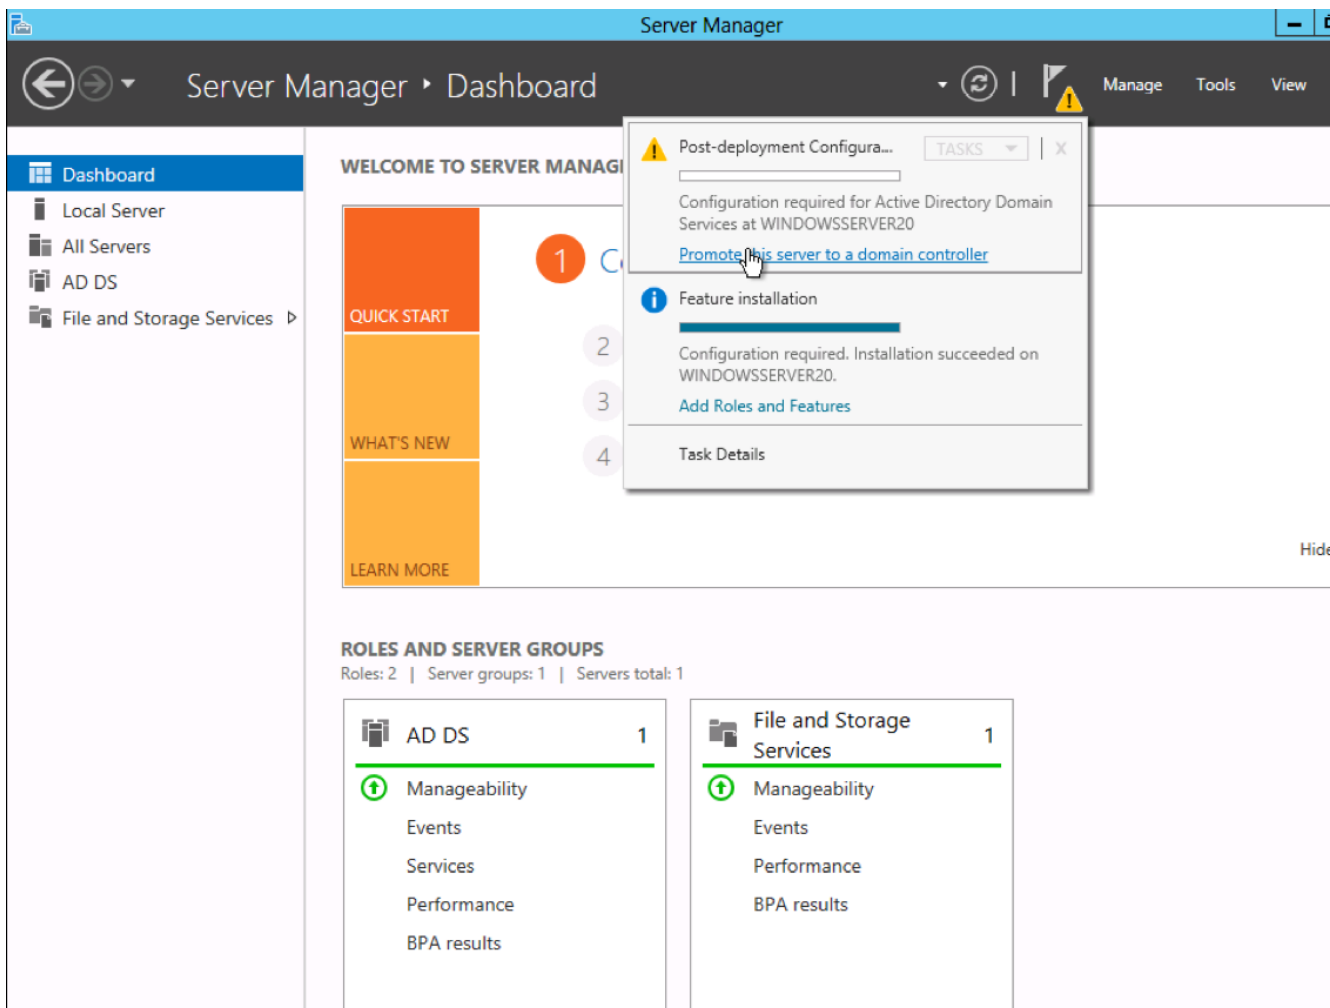 Server Manager
Server Manager ‣ Dashboard
Manage Tools View
Dashboard
Local Server
All Servers
AD DS
File and Storage Services
WELCOME TO SERVER MANAG
QUICK START
WHAT'S NEW
LEARN MORE
1
2
3
4
Post-deployment Configura... TASKS X
Configuration required for Active Directory Domain
Services at WINDOWSSERVER20
Promote this server to a domain controller
Feature installation
Configuration required. Installation succeeded on
WINDOWSSERVER20.
Add Roles and Features
Task Details
Hide
ROLES AND SERVER GROUPS
Roles: 2 | Server groups: 1 | Servers total: 1
AD DS 1
Manageability
Events
Services
Performance
BPA results
File and Storage
Services 1
Manageability
Events
Performance
BPA results